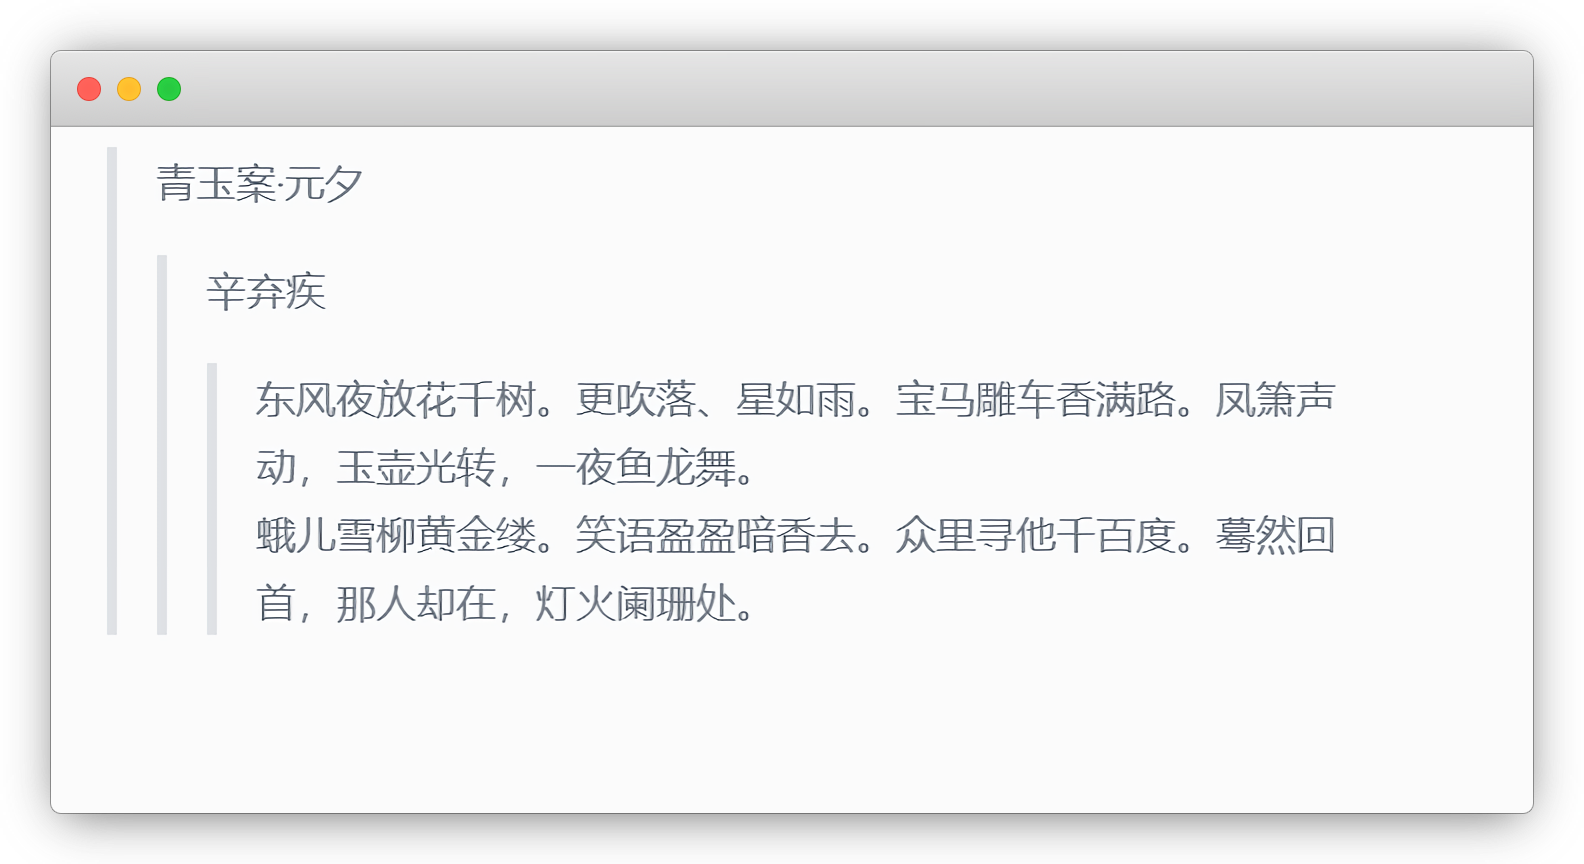 青玉案·元夕
辛弃疾
东风夜放花千树。更吹落、星如雨。宝马雕车香满路。凤箫声
动，玉壶光转，一夜鱼龙舞。
蛾儿雪柳黄金缕。笑语盈盈暗香去。众里寻他千百度。蓦然回
首，那人却在，灯火阑珊处。